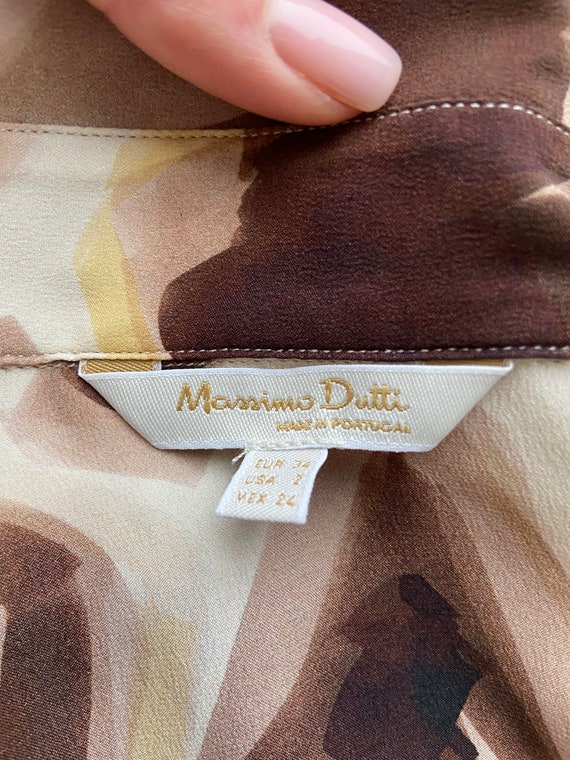 Massimo Dutti
MADE IN PORTUGAL
EUR 34
USA 2
MEX 24